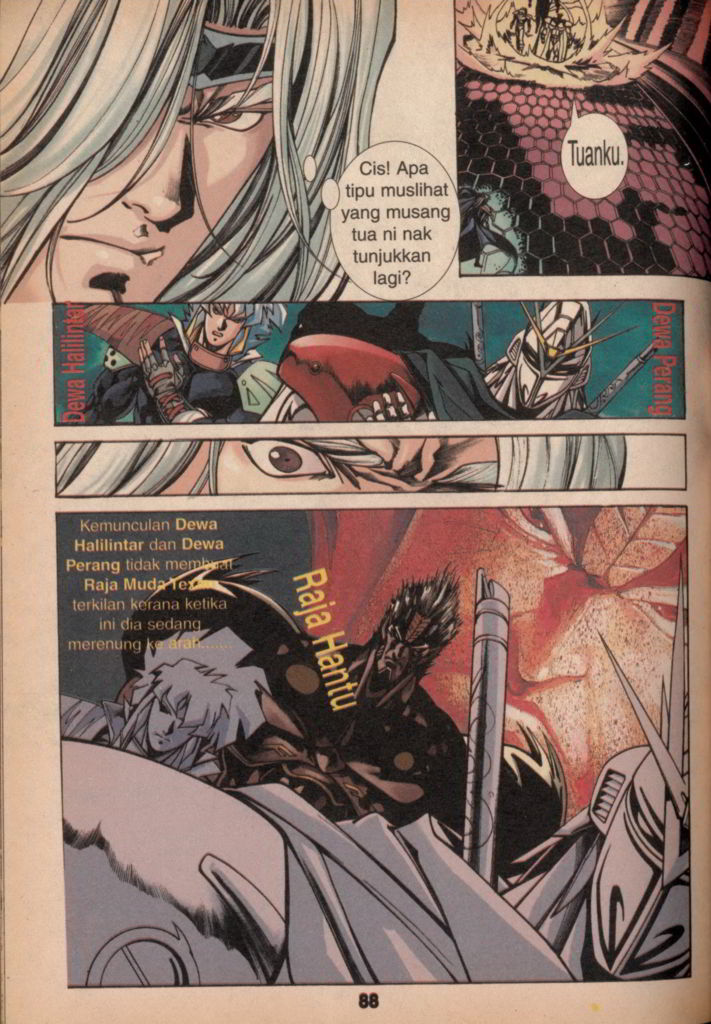 Cis! Apa
tipu muslihat
yang musang
tua ni nak
tunjukkan
lagi?
Tuanku.
Dewa Halilintar
Dewa Perang
Kemunculan Dewa
Halilintar dan Dewa
Perang tidak membuat
Raja Muda
terkilan kerana ketika
ini dia sedang
merenung ke arah.......
Raja Hantu
88